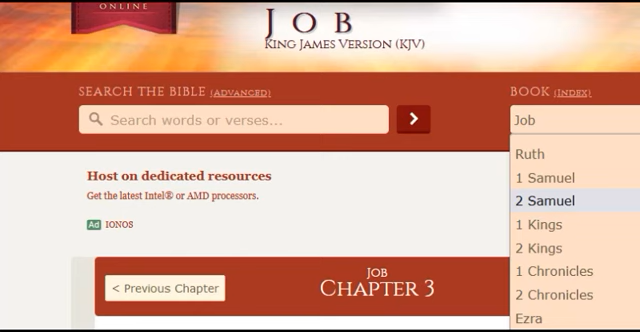 ONLINE
Job
King James Version (KJV)
Search the Bible (Advanced)
Search words or verses...
Book (Index)
Job
Ruth
1 Samuel
2 Samuel
1 Kings
2 Kings
1 Chronicles
2 Chronicles
Ezra
Host on dedicated resources
Get the latest Intel® or AMD processors.
Ad IONOS
< Previous Chapter
Job
Chapter 3